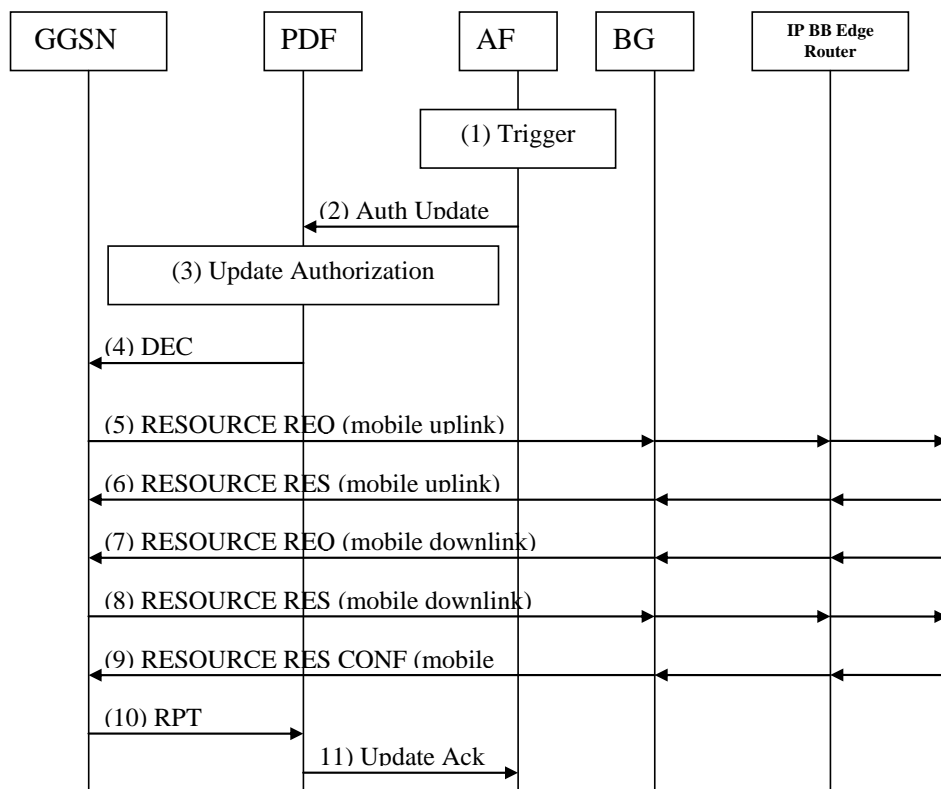 GGSN
PDF
AF
BG
IP BB Edge
Router
(1) Trigger
(2) Auth Update
(3) Update Authorization
(4) DEC
(5) RESOURCE REQ (mobile uplink)
(6) RESOURCE RES (mobile uplink)
(7) RESOURCE REQ (mobile downlink)
(8) RESOURCE RES (mobile downlink)
(9) RESOURCE RES CONF (mobile
(10) RPT
11) Update Ack